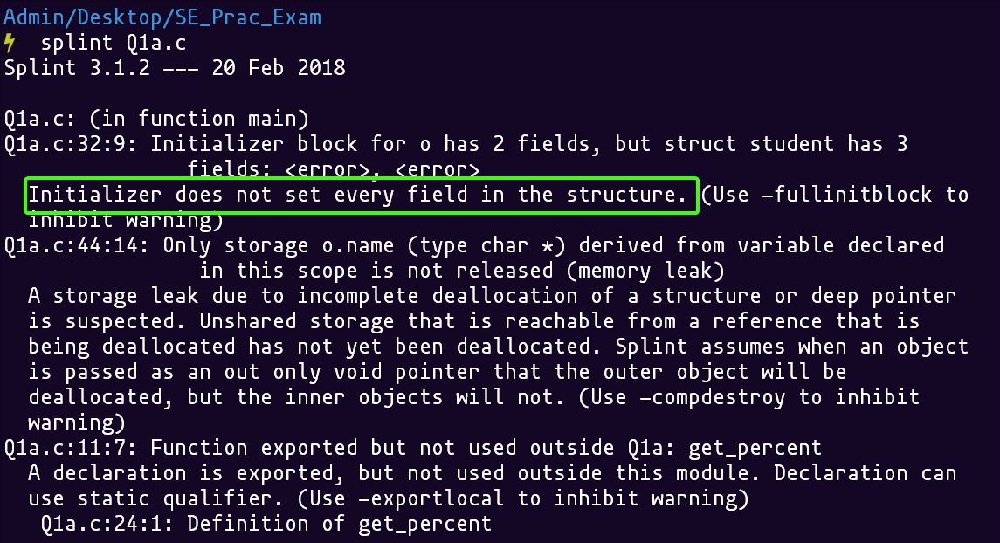 Admin/Desktop/SE_Prac_Exam
splint Q1a.c
Splint 3.1.2 --- 20 Feb 2018
Q1a.c: (in function main)
Q1a.c:32:9: Initializer block for o has 2 fields, but struct student has 3
fields: <error>, <error>
Initializer does not set every field in the structure. (Use -fullinitblock to
inhibit warning)
Q1a.c:44:14: Only storage o.name (type char *) derived from variable declared
in this scope is not released (memory leak)
A storage leak due to incomplete deallocation of a structure or deep pointer
is suspected. Unshared storage that is reachable from a reference that is
being deallocated has not yet been deallocated. Splint assumes when an object
is passed as an out only void pointer that the outer object will be
deallocated, but the inner objects will not. (Use -compdestroy to inhibit
warning)
Q1a.c:11:7: Function exported but not used outside Q1a: get_percent
A declaration is exported, but not used outside this module. Declaration can
use static qualifier. (Use -exportlocal to inhibit warning)
Q1a.c:24:1: Definition of get_percent